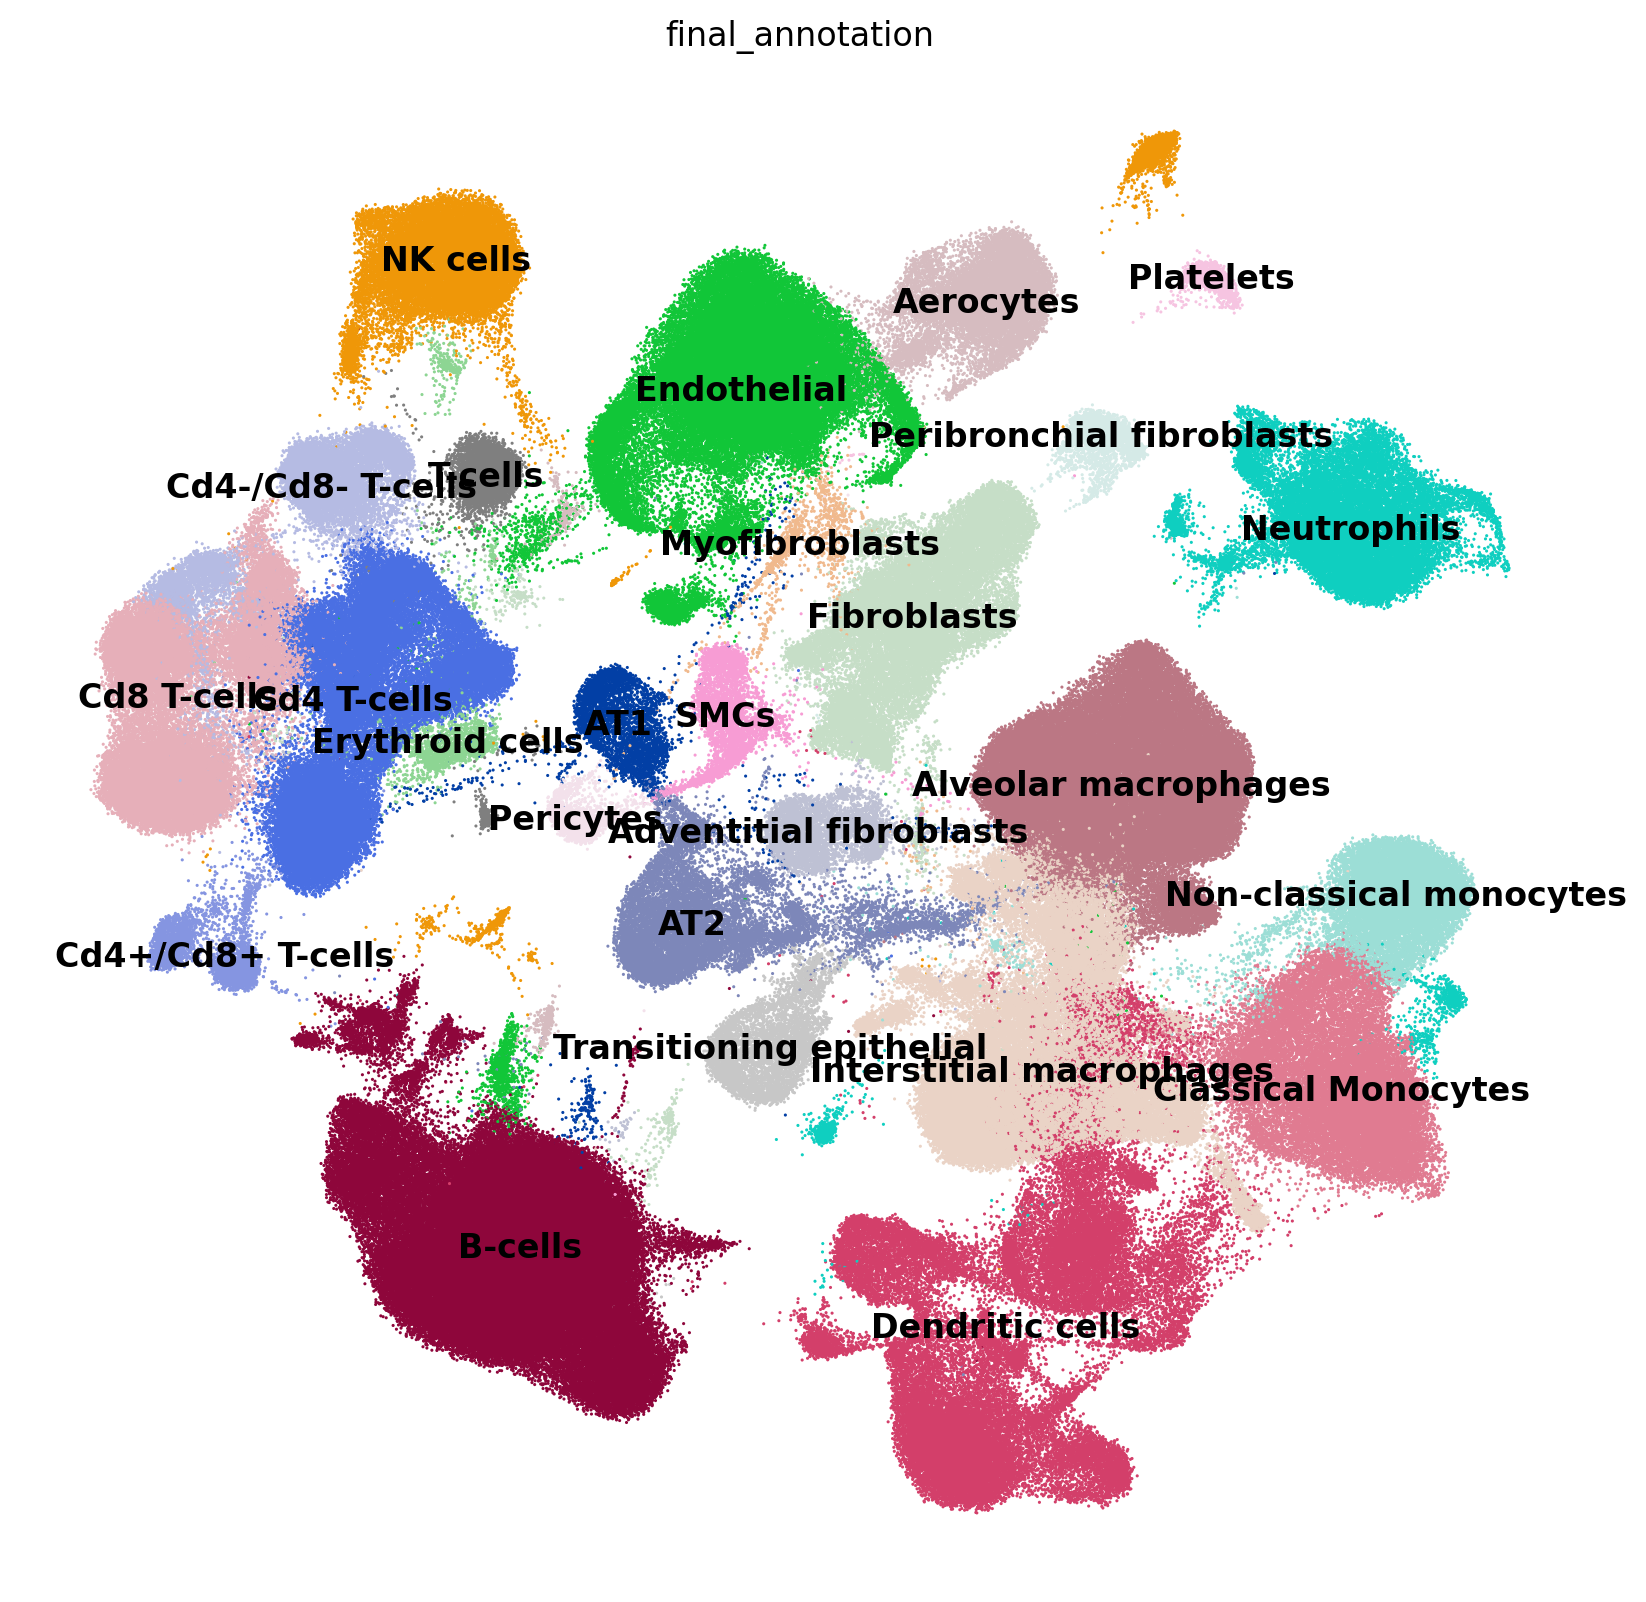 final_annotation
NK cells
Platelets
Aerocytes
Endothelial
Peribronchial fibroblasts
T-cells
Cd4-/Cd8- T-cells
Neutrophils
Myofibroblasts
Fibroblasts
Cd8 T-cells
Cd4 T-cells
SMCs
AT1
Erythroid cells
Alveolar macrophages
Pericytes
Adventitial fibroblasts
Non-classical monocytes
AT2
Cd4+/Cd8+ T-cells
Transitioning epithelial
Interstitial macrophages
Classical Monocytes
B-cells
Dendritic cells